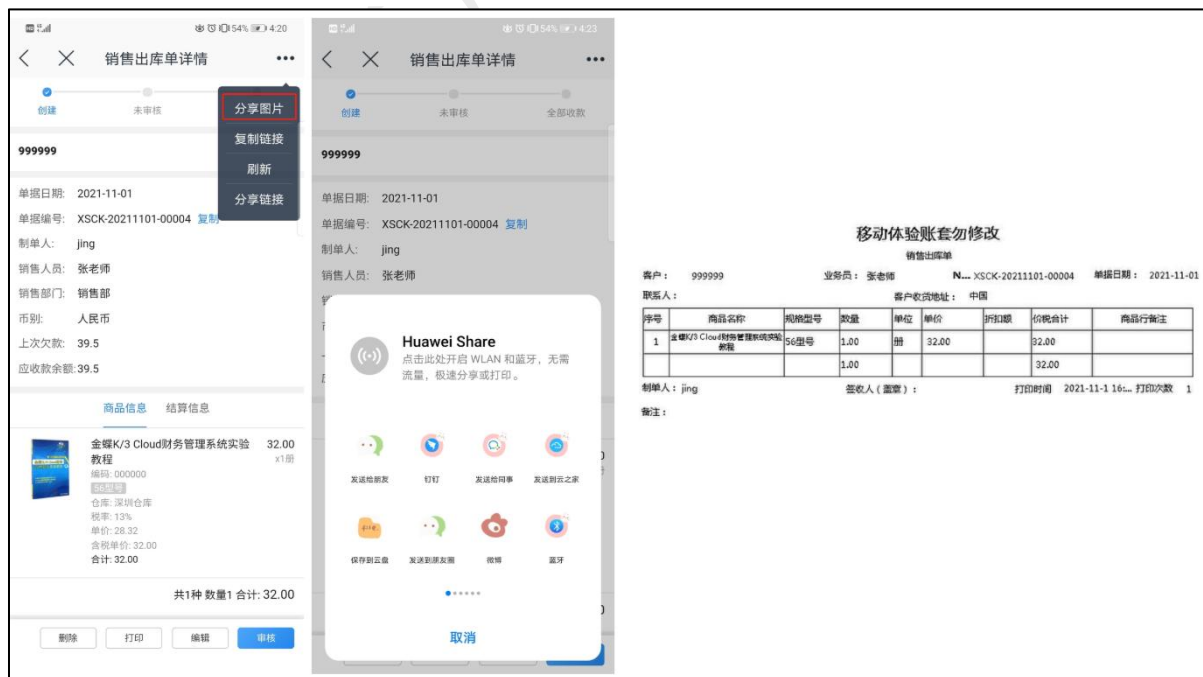 54% 4:20
销售出库单详情
创建
未审核
分享图片
复制链接
刷新
分享链接
999999
单据日期: 2021-11-01
单据编号: XSCK-20211101-00004 复制
制单人: jing
销售人员: 张老师
销售部门: 销售部
币别: 人民币
上次欠款: 39.5
应收款余额: 39.5
商品信息 结算信息
金蝶K/3 Cloud财务管理系统实验 32.00
教程 x1册
编码: 000000
56型号
仓库: 深圳仓库
税率: 13%
单价: 28.32
含税单价: 32.00
合计: 32.00
共1种 数量1 合计: 32.00
删除 打印 编辑 审核
54% 4:23
销售出库单详情
创建 未审核 全部收款
999999
单据日期: 2021-11-01
单据编号: XSCK-20211101-00004 复制
制单人: jing
销售人员: 张老师
Huawei Share
点击此处开启 WLAN 和蓝牙，无需
流量，极速分享或打印。
发送给朋友 钉钉 发送给同事 发送到云之家
保存到云盘 发送到朋友圈 微博 蓝牙
取消
移动体验账套勿修改
销售出库单
客户： 999999 业务员： 张老师 N... XSCK-20211101-00004 单据日期： 2021-11-01
联系人： 客户收货地址： 中国
序号 商品名称 规格型号 数量 单位 单价 折扣额 价税合计 商品行备注
1 金蝶K/3 Cloud财务管理系统实验教程 56型号 1.00 册 32.00 32.00
1.00 32.00
制单人： jing 签收人（盖章）： 打印时间 2021-11-1 16:... 打印次数 1
备注：